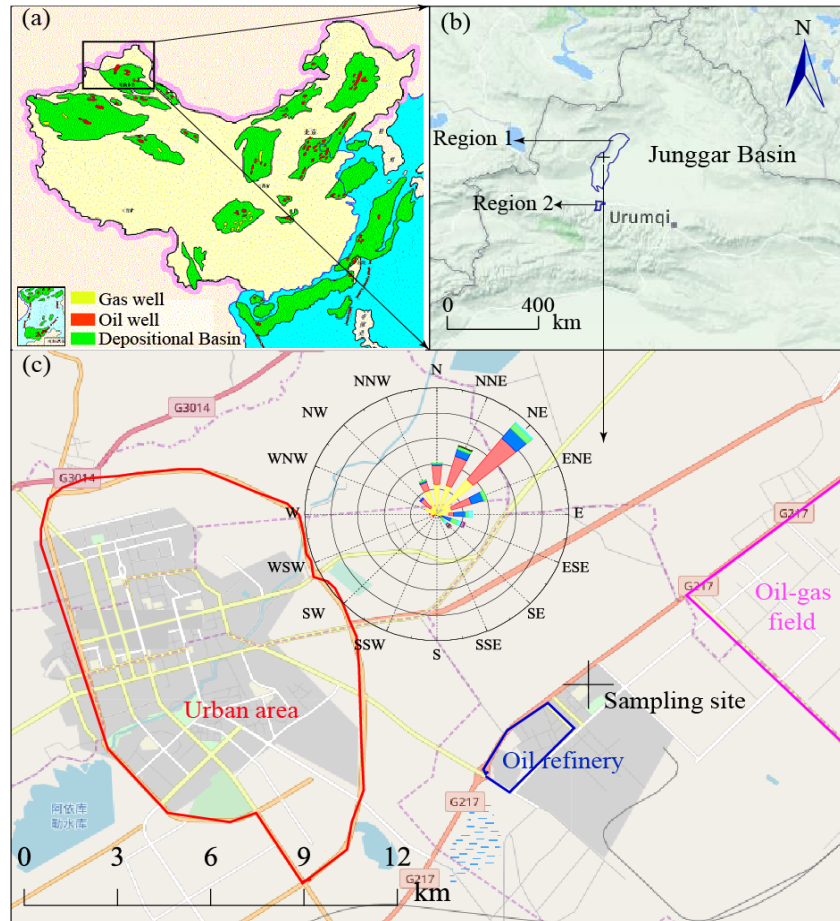 (a)
北京
Gas well
Oil well
Depositional Basin
(b)
N
Region 1
Junggar Basin
Region 2
Urumqi
0 400
km
(c)
N
NNW NNE
NW NE
WNW ENE
W E
WSW ESE
SW SE
SSW SSE
S
G3014
G3014
G217
G217
Oil-gas
field
Sampling site
Urban area
Oil refinery
G217
阿依库
勒水库
0 3 6 9 12
km